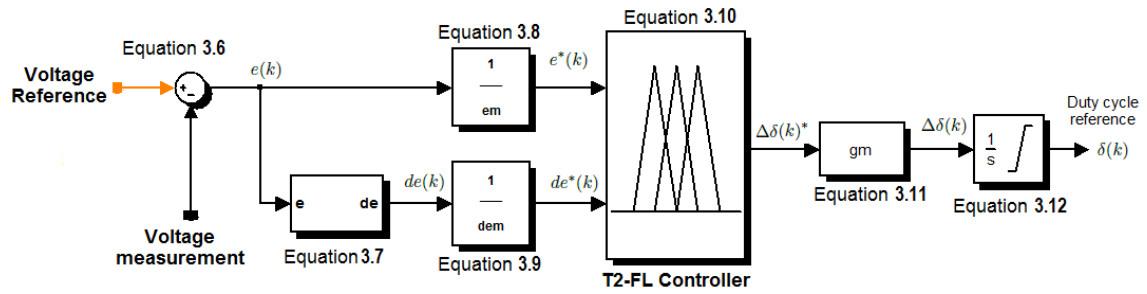 Equation 3.10
Equation 3.6
Equation 3.8
Voltage
Reference
+
-
e(k)
1
em
e*(k)
Duty cycle
reference
Δδ(k)*
gm
Δδ(k)
1
s
δ(k)
Equation 3.11
Equation 3.12
e
de
de(k)
1
dem
de*(k)
Voltage
measurement
Equation 3.7
Equation 3.9
T2-FL Controller